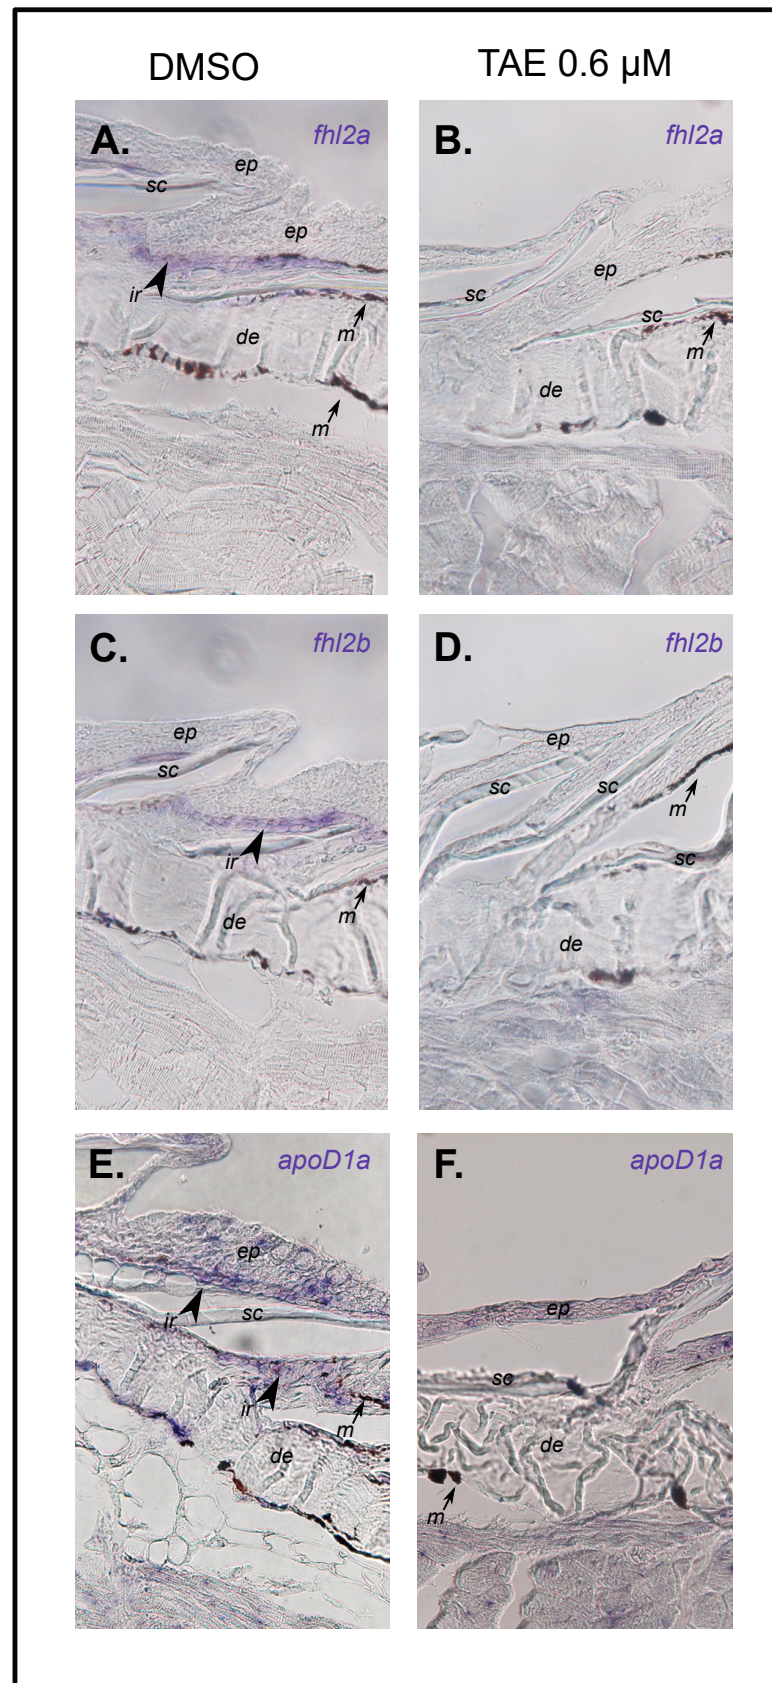 DMSO TAE 0.6 µM
A. fhl2a
ep
sc
ep
ir
m
de
m
B. fhl2a
ep
sc
sc
m
de
C. fhl2b
ep
sc
ir
m
de
D. fhl2b
ep
sc
m
sc
de
E. apoD1a
ep
ir
sc
ir
m
de
F. apoD1a
ep
sc
de
m